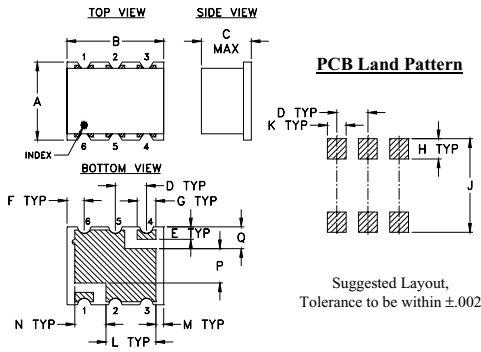 TOP VIEW
SIDE VIEW
B
C
MAX
1 2 3
A
6 5 4
INDEX
BOTTOM VIEW
F TYP
D TYP
G TYP
6 5 4
E TYP
Q
P
1 2 3
N TYP
M TYP
L TYP
PCB Land Pattern
D TYP
K TYP
H TYP
J
Suggested Layout,
Tolerance to be within ±.002